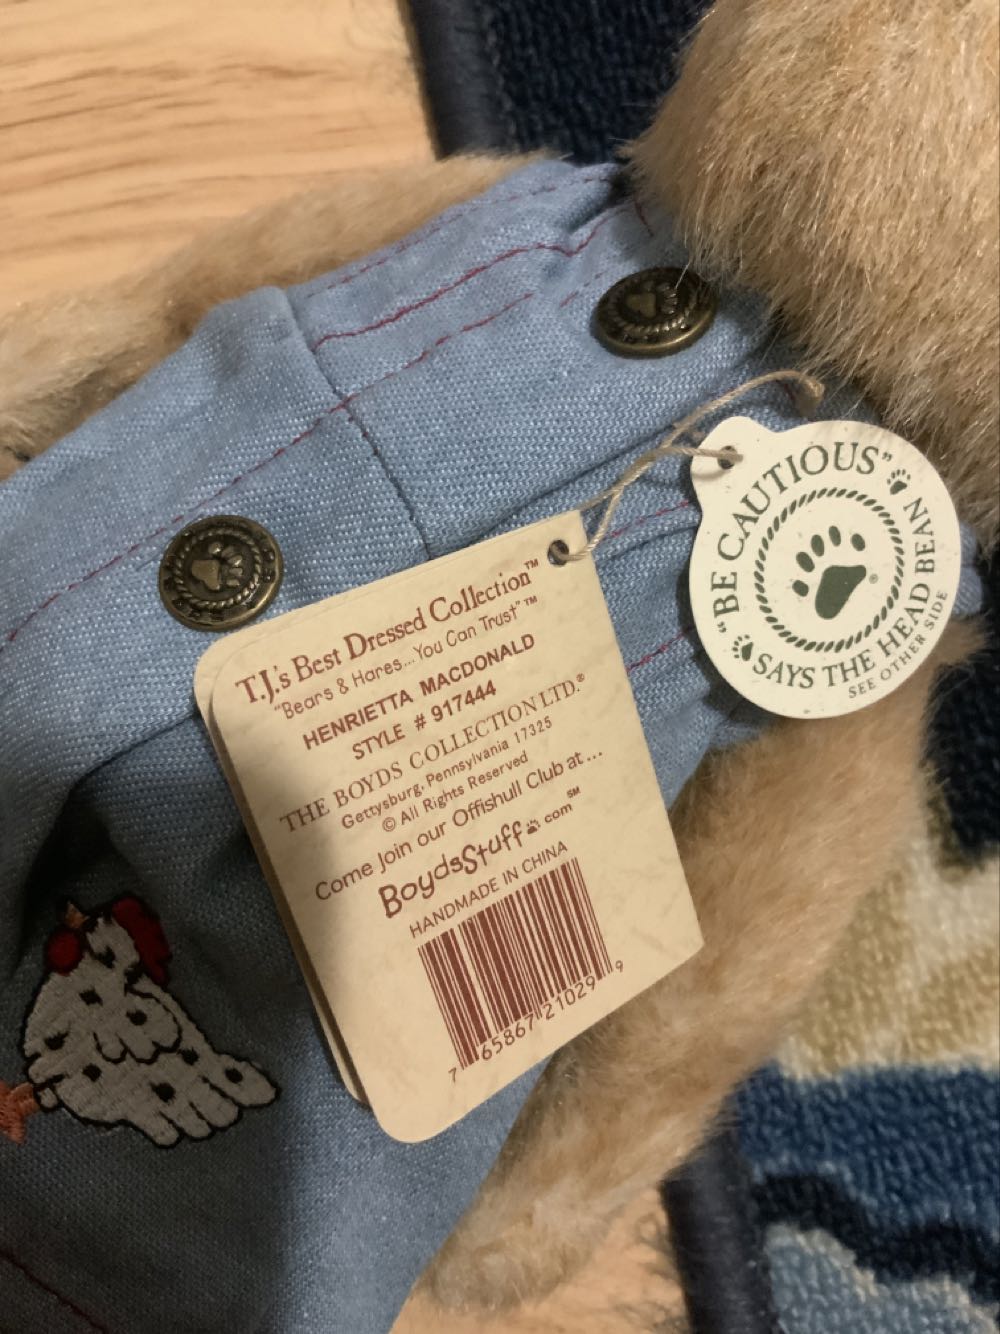 T.J.'s Best Dressed Collection™
"Bears & Hares...You Can Trust"™
HENRIETTA MACDONALD
STYLE # 917444
THE BOYDS COLLECTION LTD.®
Gettysburg, Pennsylvania 17325
© All Rights Reserved
Come Join our Offishull Club at...
BoydsStuff.com℠
HANDMADE IN CHINA
7 65867 21029 9
"BE CAUTIOUS"
SAYS THE HEAD BEAN
®
SEE OTHER SIDE